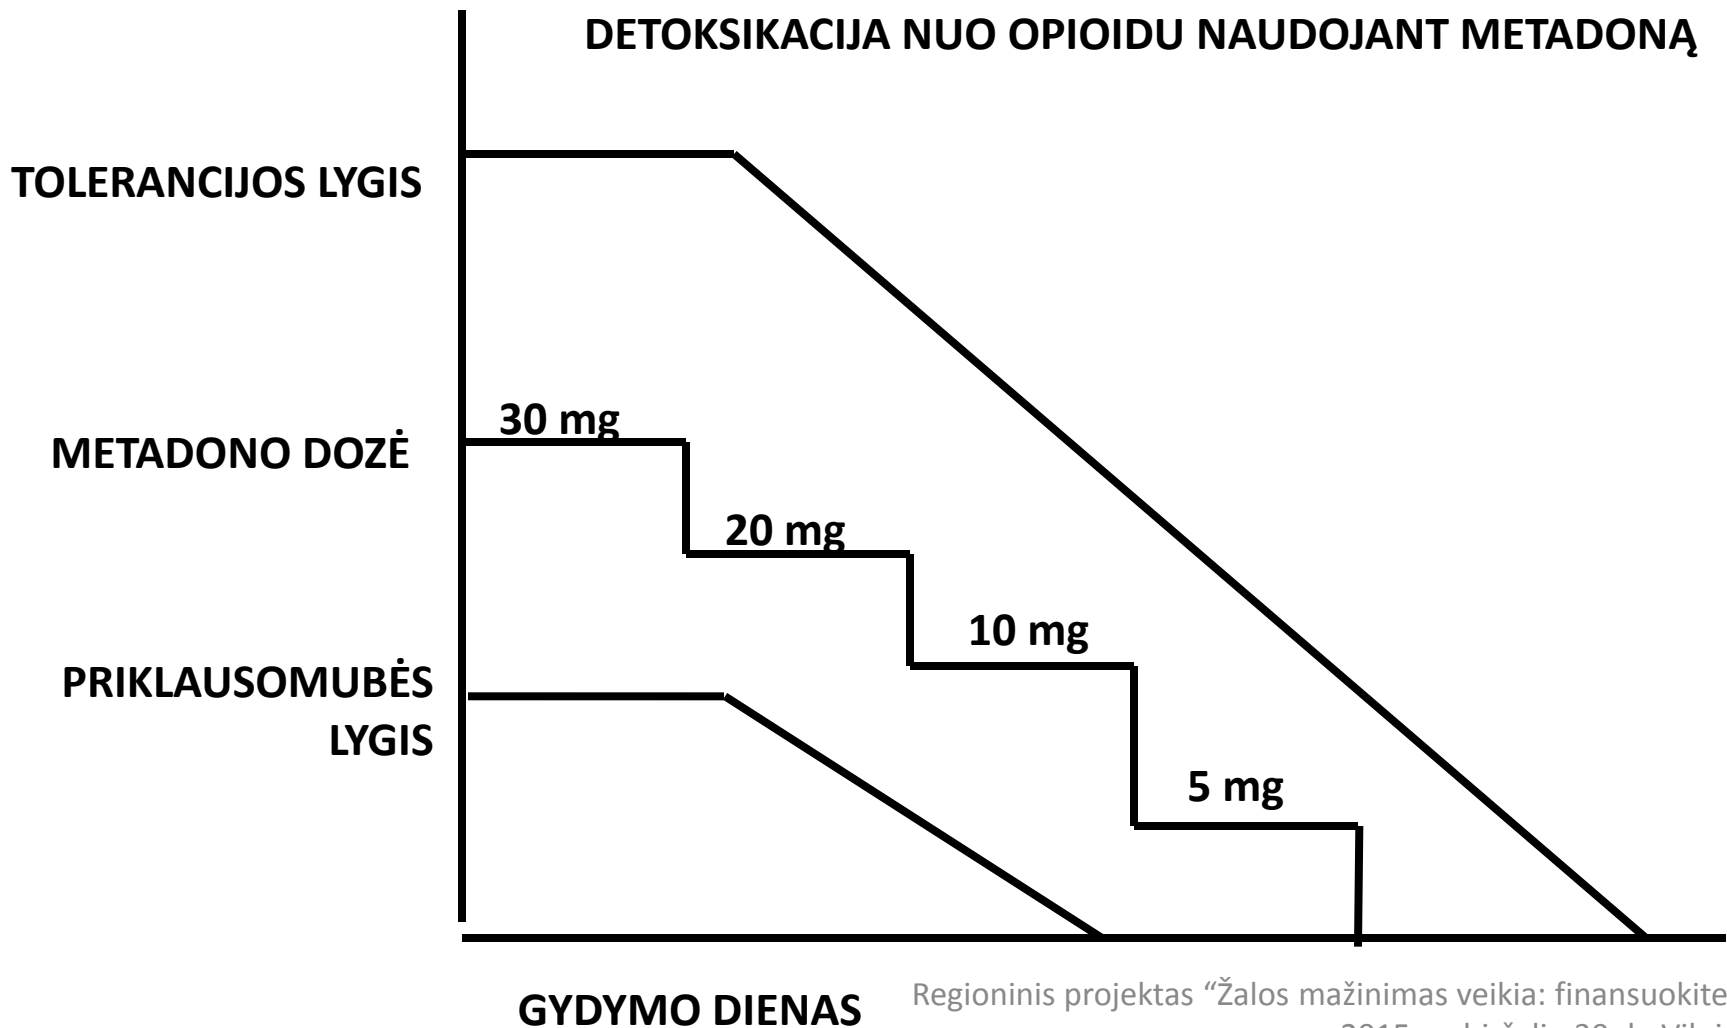 DETOKSIKACIJA NUO OPIOIDU NAUDOJANT METADONĄ
TOLERANCIJOS LYGIS
30 mg
METADONO DOZĖ
20 mg
10 mg
PRIKLAUSOMUBĖS
LYGIS
5 mg
GYDYMO DIENAS
Regioninis projektas “Žalos mažinimas veikia: finansuokite